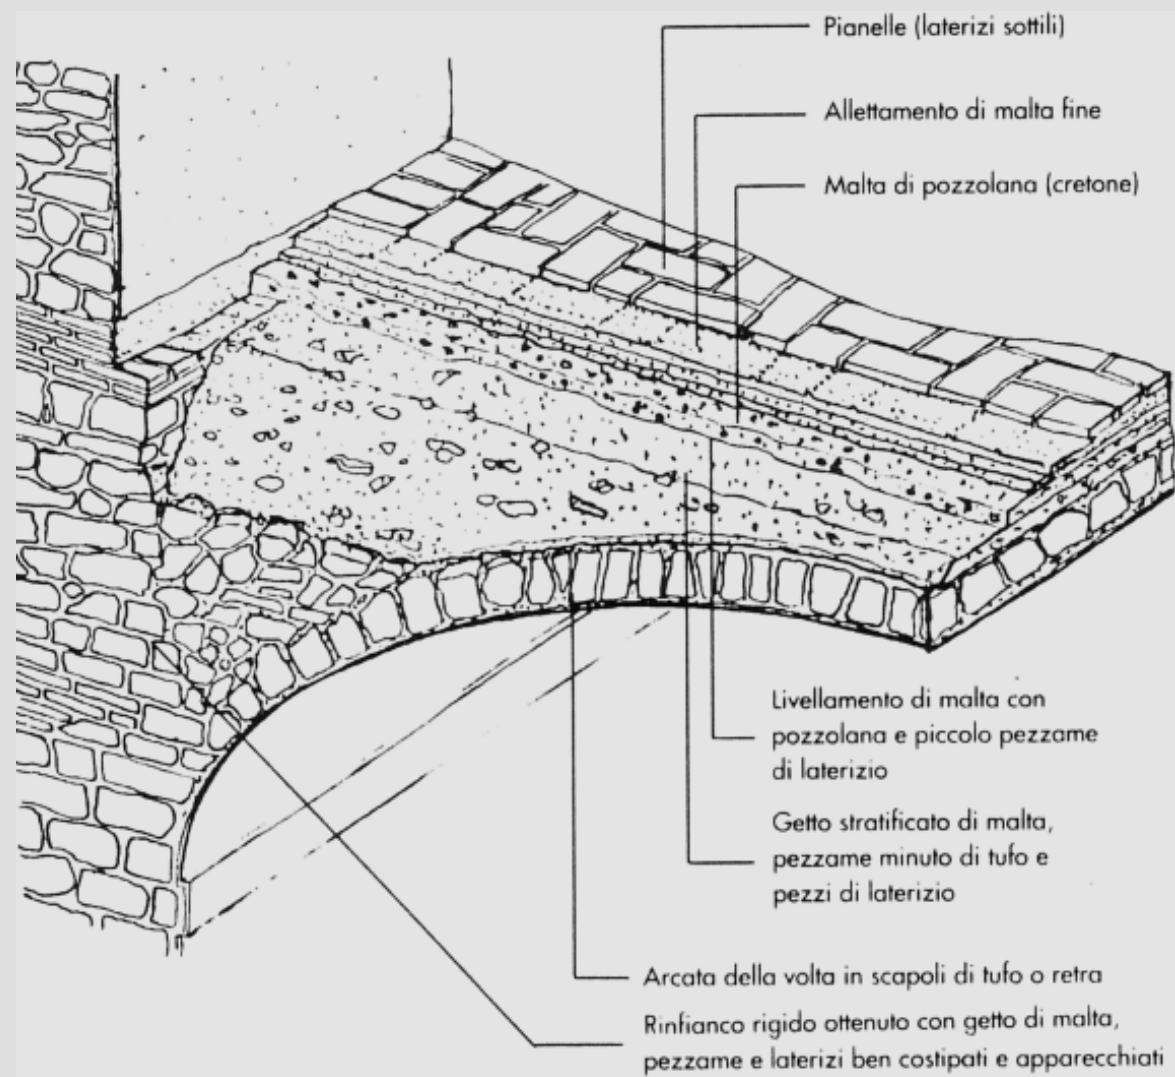 Pianelle (laterizi sottili)
Allettamento di malta fine
Malta di pozzolana (cretone)
Livellamento di malta con
pozzolana e piccolo pezzame
di laterizio
Getto stratificato di malta,
pezzame minuto di tufo e
pezzi di laterizio
Arcata della volta in scapoli di tufo o retra
Rinfianco rigido ottenuto con getto di malta,
pezzame e laterizi ben costipati e apparecchiati